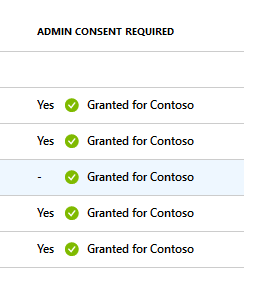 ADMIN CONSENT REQUIRED
Yes Granted for Contoso
Yes Granted for Contoso
- Granted for Contoso
Yes Granted for Contoso
Yes Granted for Contoso